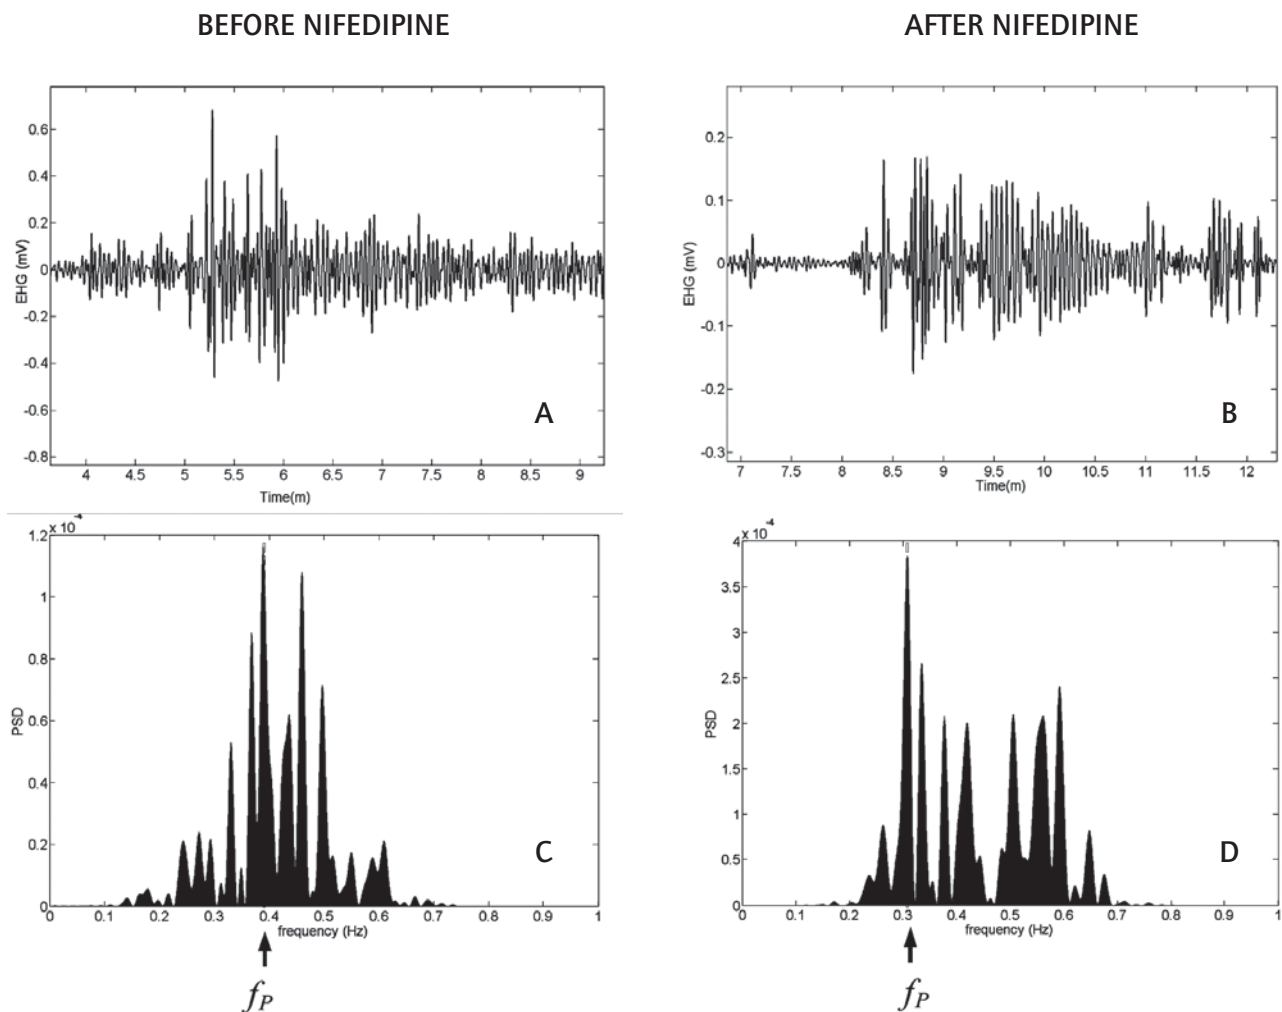 BEFORE NIFEDIPINE
AFTER NIFEDIPINE
0.6
0.4
0.2
0
-0.2
-0.4
-0.6
-0.8
EHG (mV)
A
4 4.5 5 5.5 6 6.5 7 7.5 8 8.5 9
Time(m)
0.2
0.1
0
-0.1
-0.2
-0.3
EHG (mV)
B
7 7.5 8 8.5 9 9.5 10 10.5 11 11.5 12
Time(m)
x 10⁻⁴
1.2
1
0.8
0.6
0.4
0.2
0
PSD
C
0 0.1 0.2 0.3 0.4 0.5 0.6 0.7 0.8 0.9 1
frequency (Hz)
fP
x 10⁻⁴
4
3.5
3
2.5
2
1.5
1
0.5
0
PSD
D
0 0.1 0.2 0.3 0.4 0.5 0.6 0.7 0.8 0.9 1
frequency (Hz)
fP